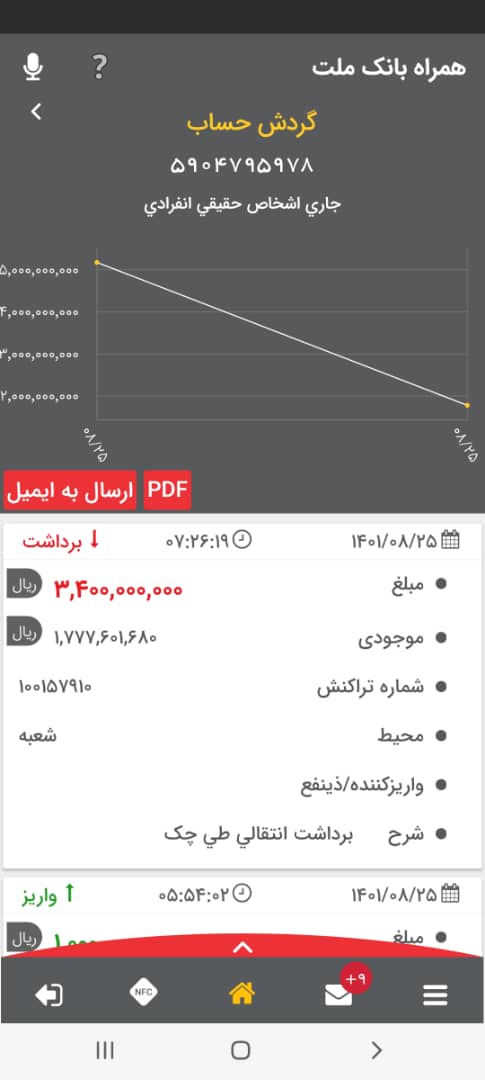 همراه بانک ملت
?
گردش حساب
۵۹۰۴۷۹۵۹۷۸
جاري اشخاص حقيقي انفرادي
۵,۰۰۰,۰۰۰,۰۰۰
۴,۰۰۰,۰۰۰,۰۰۰
۳,۰۰۰,۰۰۰,۰۰۰
۲,۰۰۰,۰۰۰,۰۰۰
۰۸/۲۵ ۰۸/۲۵
ارسال به ایمیل PDF
۱۴۰۱/۰۸/۲۵ ۰۷:۲۶:۱۹ برداشت
مبلغ ۳,۴۰۰,۰۰۰,۰۰۰ ریال
موجودی ۱,۷۷۷,۶۰۱,۶۸۰ ریال
شماره تراکنش ۱۰۰۱۵۷۹۱۰
محیط شعبه
واریزکننده/ذینفع
شرح برداشت انتقالي طي چک
۱۴۰۱/۰۸/۲۵ ۰۵:۵۴:۰۲ واریز
مبلغ ریال
NFC
+۹